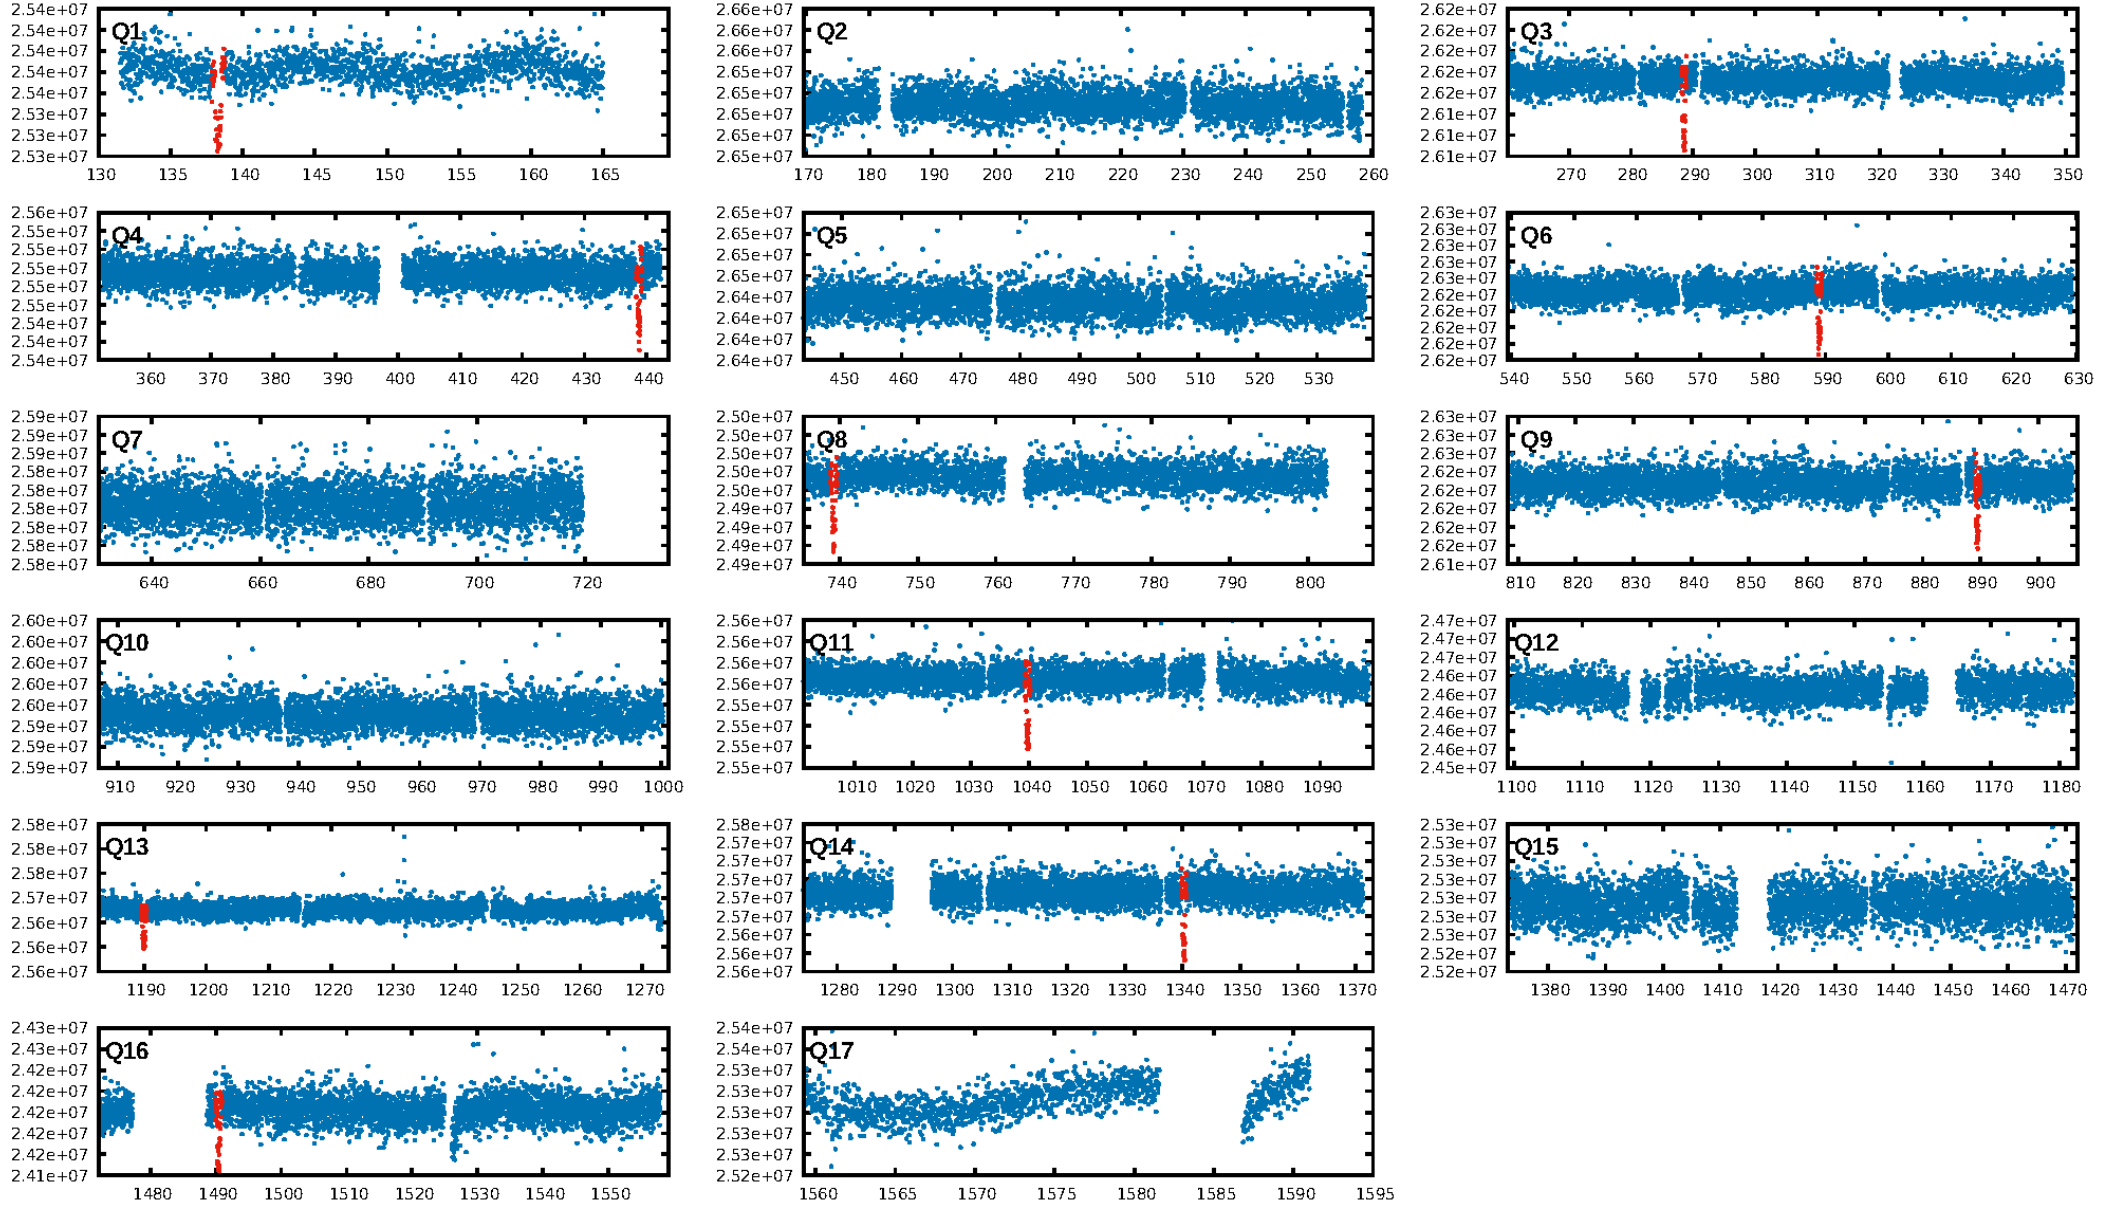 Q1
2.54e+07
2.54e+07
2.54e+07
2.54e+07
2.54e+07
2.53e+07
2.53e+07
2.53e+07
130 135 140 145 150 155 160 165
Q2
2.66e+07
2.66e+07
2.66e+07
2.65e+07
2.65e+07
2.65e+07
2.65e+07
2.65e+07
170 180 190 200 210 220 230 240 250 260
Q3
2.62e+07
2.62e+07
2.62e+07
2.62e+07
2.62e+07
2.61e+07
2.61e+07
2.61e+07
270 280 290 300 310 320 330 340 350
Q4
2.56e+07
2.55e+07
2.55e+07
2.55e+07
2.55e+07
2.55e+07
2.54e+07
2.54e+07
2.54e+07
360 370 380 390 400 410 420 430 440
Q5
2.65e+07
2.65e+07
2.65e+07
2.65e+07
2.64e+07
2.64e+07
2.64e+07
2.64e+07
450 460 470 480 490 500 510 520 530
Q6
2.63e+07
2.63e+07
2.63e+07
2.63e+07
2.62e+07
2.62e+07
2.62e+07
2.62e+07
2.62e+07
2.62e+07
540 550 560 570 580 590 600 610 620 630
Q7
2.59e+07
2.59e+07
2.59e+07
2.58e+07
2.58e+07
2.58e+07
2.58e+07
2.58e+07
2.58e+07
640 660 680 700 720
Q8
2.50e+07
2.50e+07
2.50e+07
2.50e+07
2.50e+07
2.49e+07
2.49e+07
2.49e+07
2.49e+07
740 750 760 770 780 790 800
Q9
2.63e+07
2.63e+07
2.63e+07
2.62e+07
2.62e+07
2.62e+07
2.62e+07
2.62e+07
2.61e+07
810 820 830 840 850 860 870 880 890 900
Q10
2.60e+07
2.60e+07
2.60e+07
2.60e+07
2.60e+07
2.59e+07
2.59e+07
2.59e+07
910 920 930 940 950 960 970 980 990 1000
Q11
2.56e+07
2.56e+07
2.56e+07
2.56e+07
2.55e+07
2.55e+07
2.55e+07
2.55e+07
1010 1020 1030 1040 1050 1060 1070 1080 1090
Q12
2.47e+07
2.47e+07
2.47e+07
2.46e+07
2.46e+07
2.46e+07
2.46e+07
2.46e+07
2.45e+07
1100 1110 1120 1130 1140 1150 1160 1170 1180
Q13
2.58e+07
2.58e+07
2.58e+07
2.57e+07
2.56e+07
2.56e+07
2.56e+07
1190 1200 1210 1220 1230 1240 1250 1260 1270
Q14
2.58e+07
2.57e+07
2.57e+07
2.57e+07
2.57e+07
2.57e+07
2.56e+07
2.56e+07
2.56e+07
1280 1290 1300 1310 1320 1330 1340 1350 1360 1370
Q15
2.53e+07
2.53e+07
2.53e+07
2.53e+07
2.53e+07
2.53e+07
2.53e+07
2.52e+07
2.52e+07
1380 1390 1400 1410 1420 1430 1440 1450 1460 1470
Q16
2.43e+07
2.43e+07
2.42e+07
2.42e+07
2.42e+07
2.42e+07
2.42e+07
2.41e+07
1480 1490 1500 1510 1520 1530 1540 1550
Q17
2.54e+07
2.54e+07
2.53e+07
2.53e+07
2.53e+07
2.53e+07
2.53e+07
2.52e+07
1560 1565 1570 1575 1580 1585 1590 1595